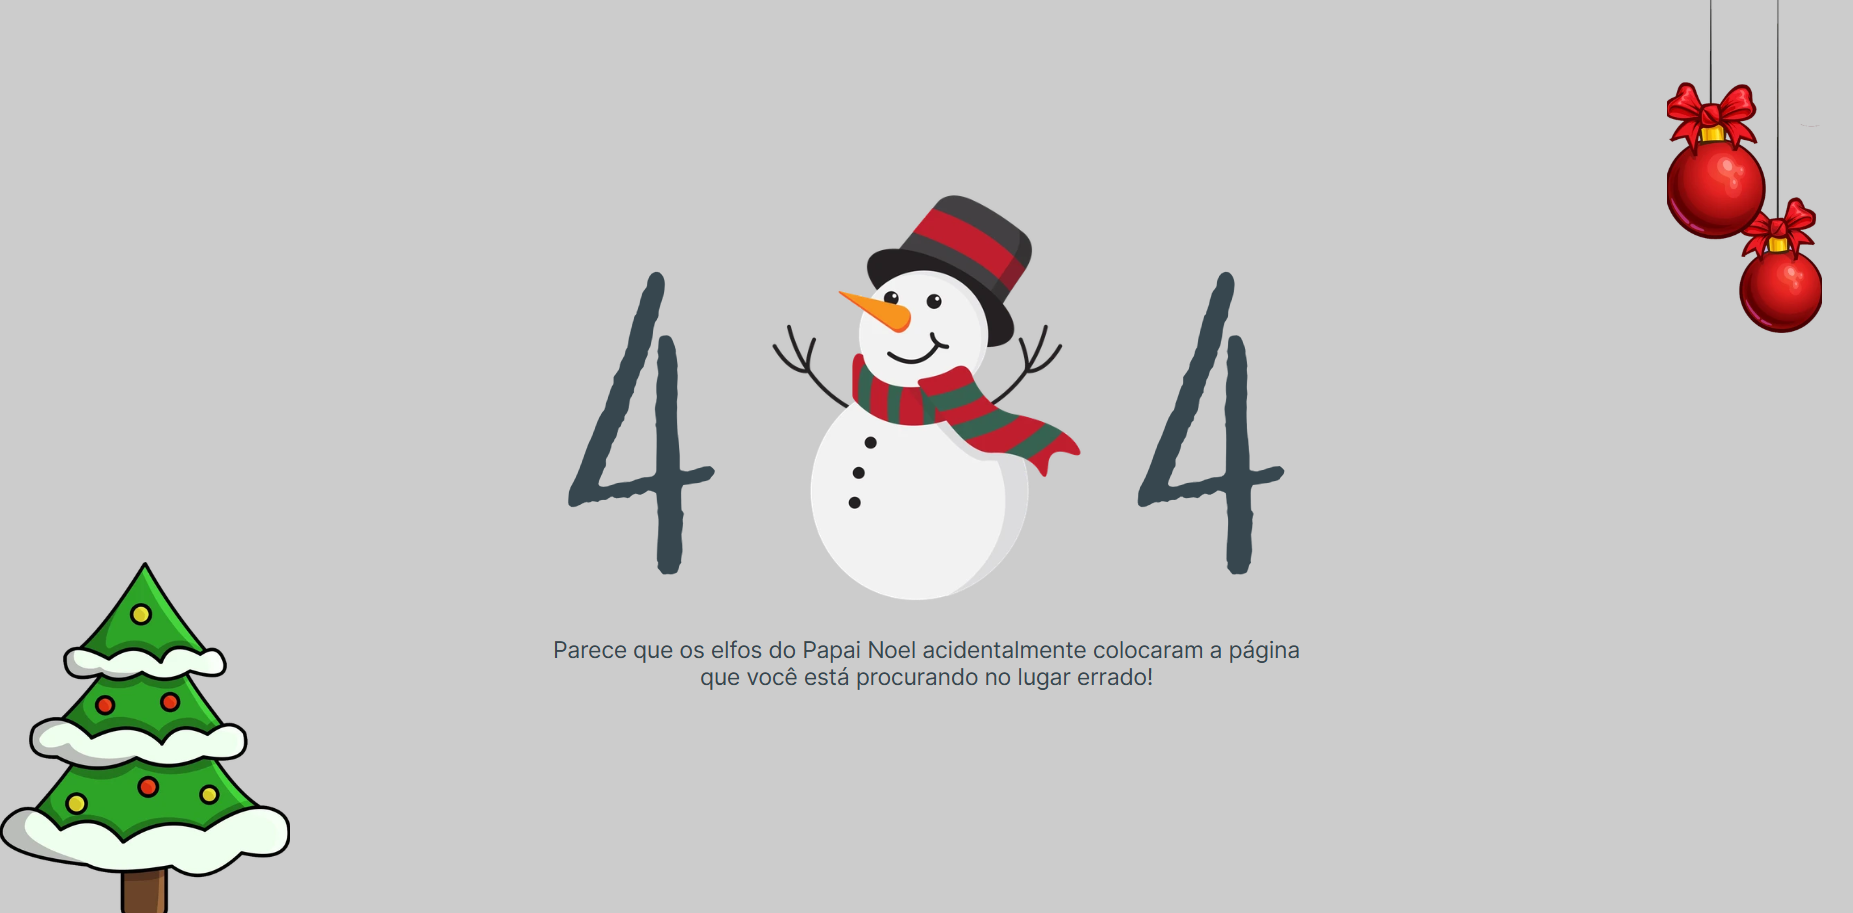 4 4
Parece que os elfos do Papai Noel acidentalmente colocaram a página
que você está procurando no lugar errado!